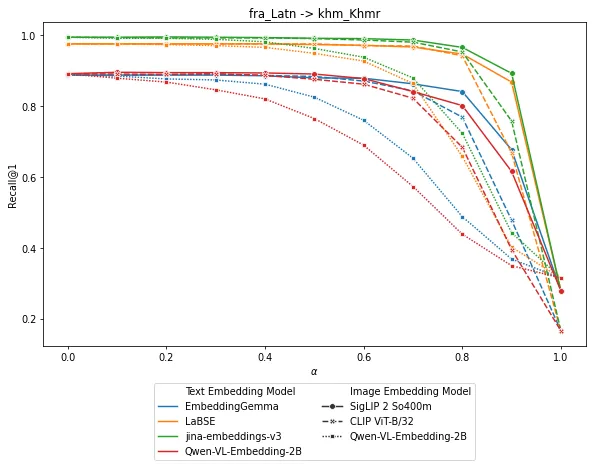 fra_Latn -> khm_Khmr
1.0
0.8
0.6
0.4
0.2
Recall@1
0.0 0.2 0.4 0.6 0.8 1.0
α
Text Embedding Model Image Embedding Model
EmbeddingGemma SigLIP 2 So400m
LaBSE CLIP ViT-B/32
jina-embeddings-v3 Qwen-VL-Embedding-2B
Qwen-VL-Embedding-2B